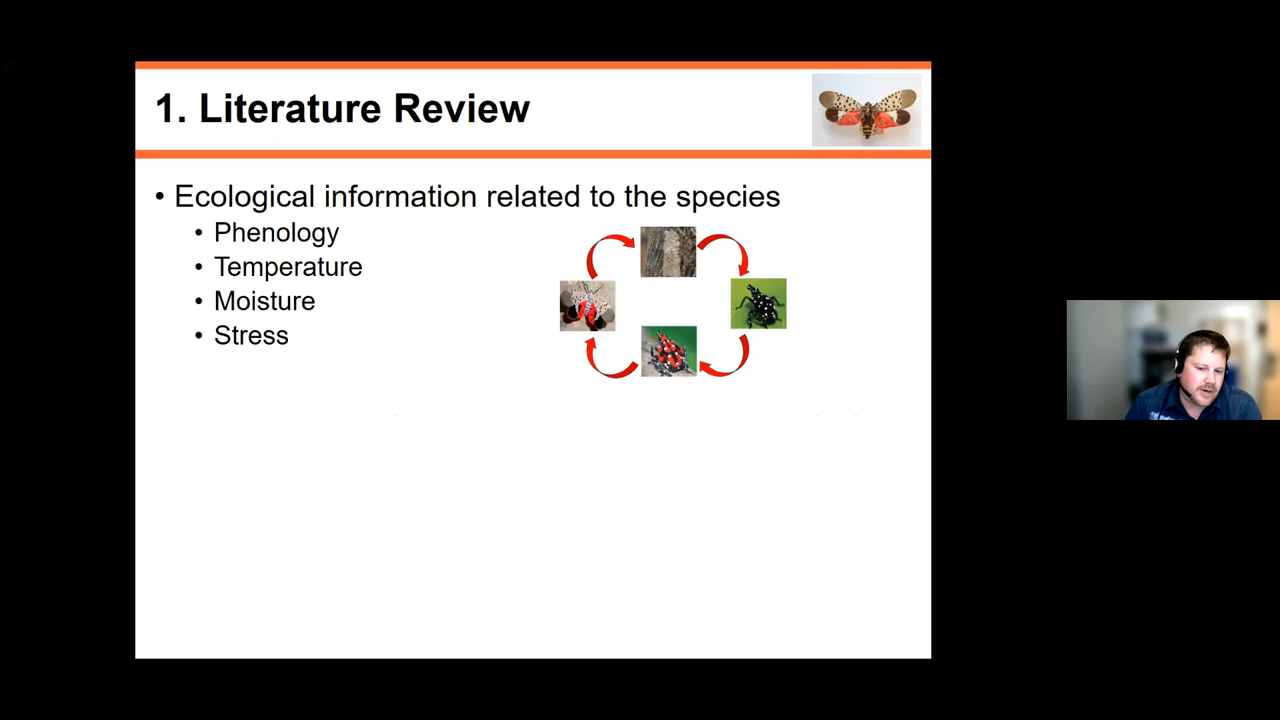 1. Literature Review
• Ecological information related to the species
• Phenology
• Temperature
• Moisture
• Stress